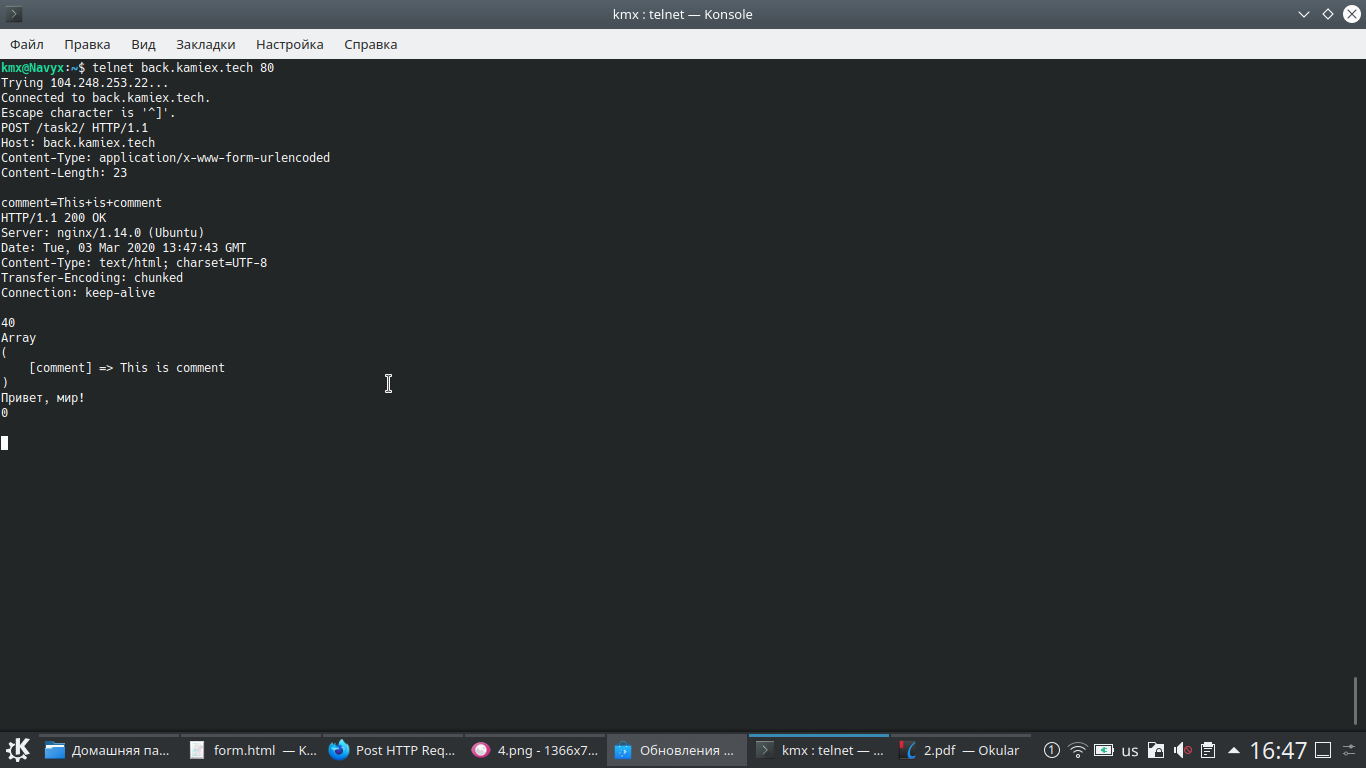 kmx : telnet — Konsole
Файл Правка Вид Закладки Настройка Справка
kmx@Navyx:~$ telnet back.kamiex.tech 80
Trying 104.248.253.22...
Connected to back.kamiex.tech.
Escape character is '^]'.
POST /task2/ HTTP/1.1
Host: back.kamiex.tech
Content-Type: application/x-www-form-urlencoded
Content-Length: 23

comment=This+is+comment
HTTP/1.1 200 OK
Server: nginx/1.14.0 (Ubuntu)
Date: Tue, 03 Mar 2020 13:47:43 GMT
Content-Type: text/html; charset=UTF-8
Transfer-Encoding: chunked
Connection: keep-alive

40
Array
(
    [comment] => This is comment
)
Привет, мир!
0

Домашняя па... form.html — K... Post HTTP Req... 4.png - 1366x7... Обновления ... kmx : telnet — ... 2.pdf — Okular 1 us 16:47